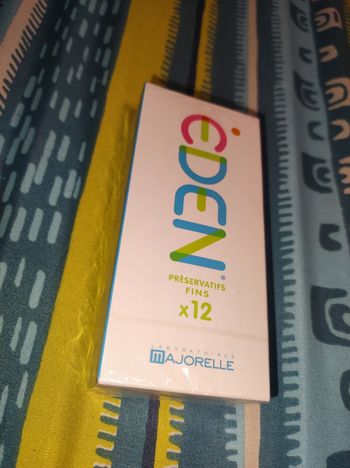 EDEN
PRÉSERVATIFS
FINS
x12
LABORATOIRES
MAJORELLE